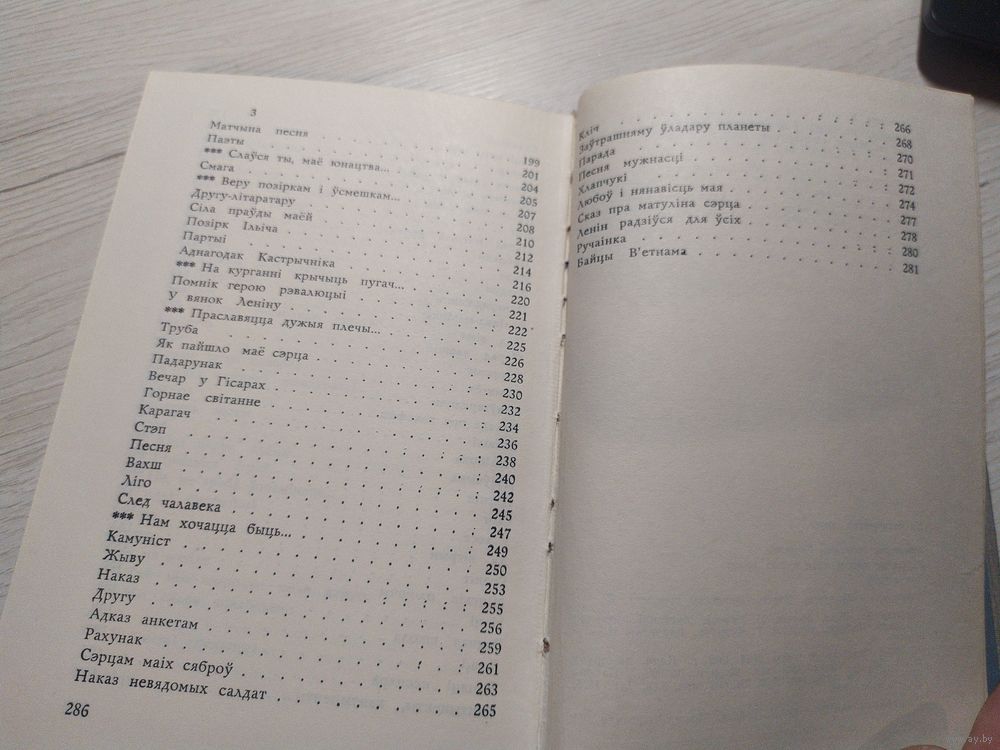 3
Матчына песня . . . . . . . . . . 199
Паэты . . . . . . . . . . 201
*** Слаўся ты, маё юнацтва... . . . . . . 204
Смага . . . . . . . . . . 205
*** Веру позіркам і ўсмешкам... . . . . . . 207
Другу-літаратару . . . . . . . . . . 208
Сіла праўды маёй . . . . . . . . . . 210
Позірк Ільіча . . . . . . . . . . 212
Партыі . . . . . . . . . . 214
Аднагодак Кастрычніка . . . . . . . . 216
*** На курганні крычыць пугач... . . . . . 220
Помнік герою рэвалюцыі . . . . . . . . 221
У вянок Леніну . . . . . . . . . . 222
*** Праславяцца дужыя плечы... . . . . . . 225
Труба . . . . . . . . . . 226
Як пайшло маё сэрца . . . . . . . . 228
Падарунак . . . . . . . . . . 230
Вечар у Гісарах . . . . . . . . . . 232
Горнае світанне . . . . . . . . . . 234
Карагач . . . . . . . . . . 236
Стэп . . . . . . . . . . 238
Песня . . . . . . . . . . 240
Вахш . . . . . . . . . . 242
Ліго . . . . . . . . . . 245
След чалавека . . . . . . . . . . 247
*** Нам хочацца быць... . . . . . . . . 249
Камуніст . . . . . . . . . . 250
Жыву . . . . . . . . . . 253
Наказ . . . . . . . . . . 255
Другу . . . . . . . . . . 256
Адказ анкетам . . . . . . . . . . 259
Рахунак . . . . . . . . . . 261
Сэрцам маіх сяброў . . . . . . . . . . 263
Наказ невядомых салдат . . . . . . . . 265
286
Кліч . . . . . . . . . . 266
Заўтрашняму ўладару планеты . . . . . . 268
Парада . . . . . . . . . . 270
Песня мужнасці . . . . . . . . . . 271
Хлапчукі . . . . . . . . . . 272
Любоў і нянавісць мая . . . . . . . . 274
Сказ пра матуліна сэрца . . . . . . . . 277
Ленін радзіўся для ўсіх . . . . . . . . 278
Ручаінка . . . . . . . . . . 280
Байцы В'етнама . . . . . . . . . . 281